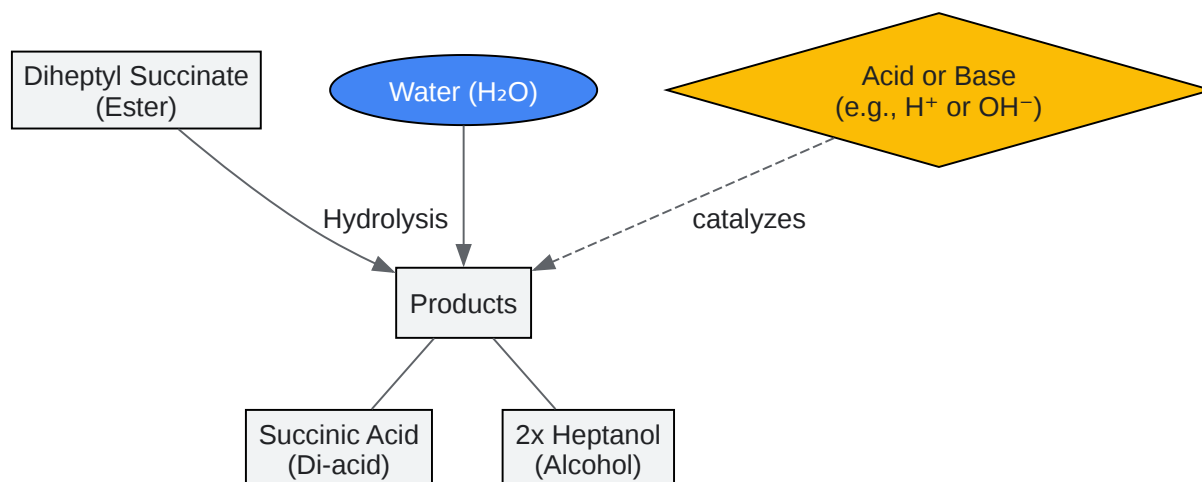 Diheptyl Succinate
(Ester)
Water (H₂O)
Acid or Base
(e.g., H⁺ or OH⁻)
Hydrolysis
catalyzes
Products
Succinic Acid
(Di-acid)
2x Heptanol
(Alcohol)